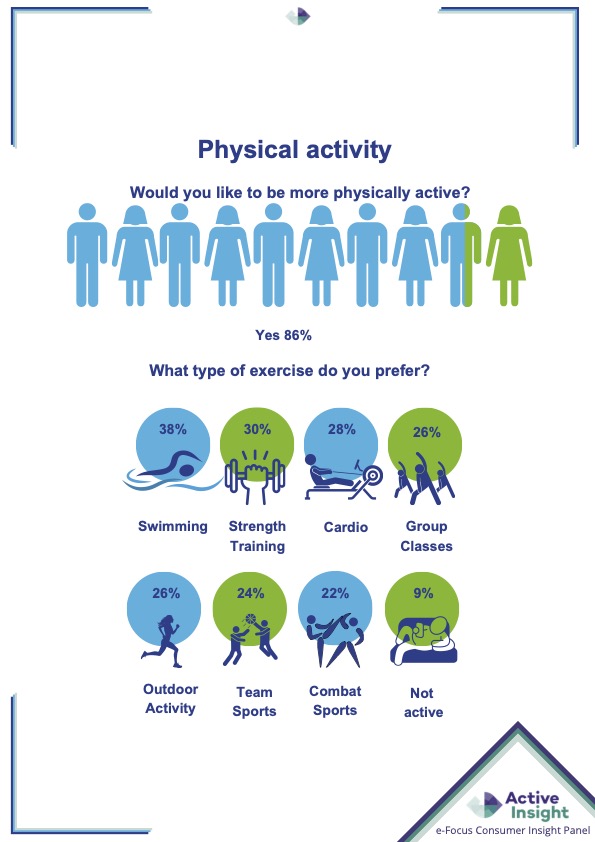 Physical activity
Would you like to be more physically active?
Yes 86%
What type of exercise do you prefer?
38%
30%
28%
26%
Swimming
Strength
Training
Cardio
Group
Classes
26%
24%
22%
9%
Outdoor
Activity
Team
Sports
Combat
Sports
Not
active
Active
Insight
e-Focus Consumer Insight Panel